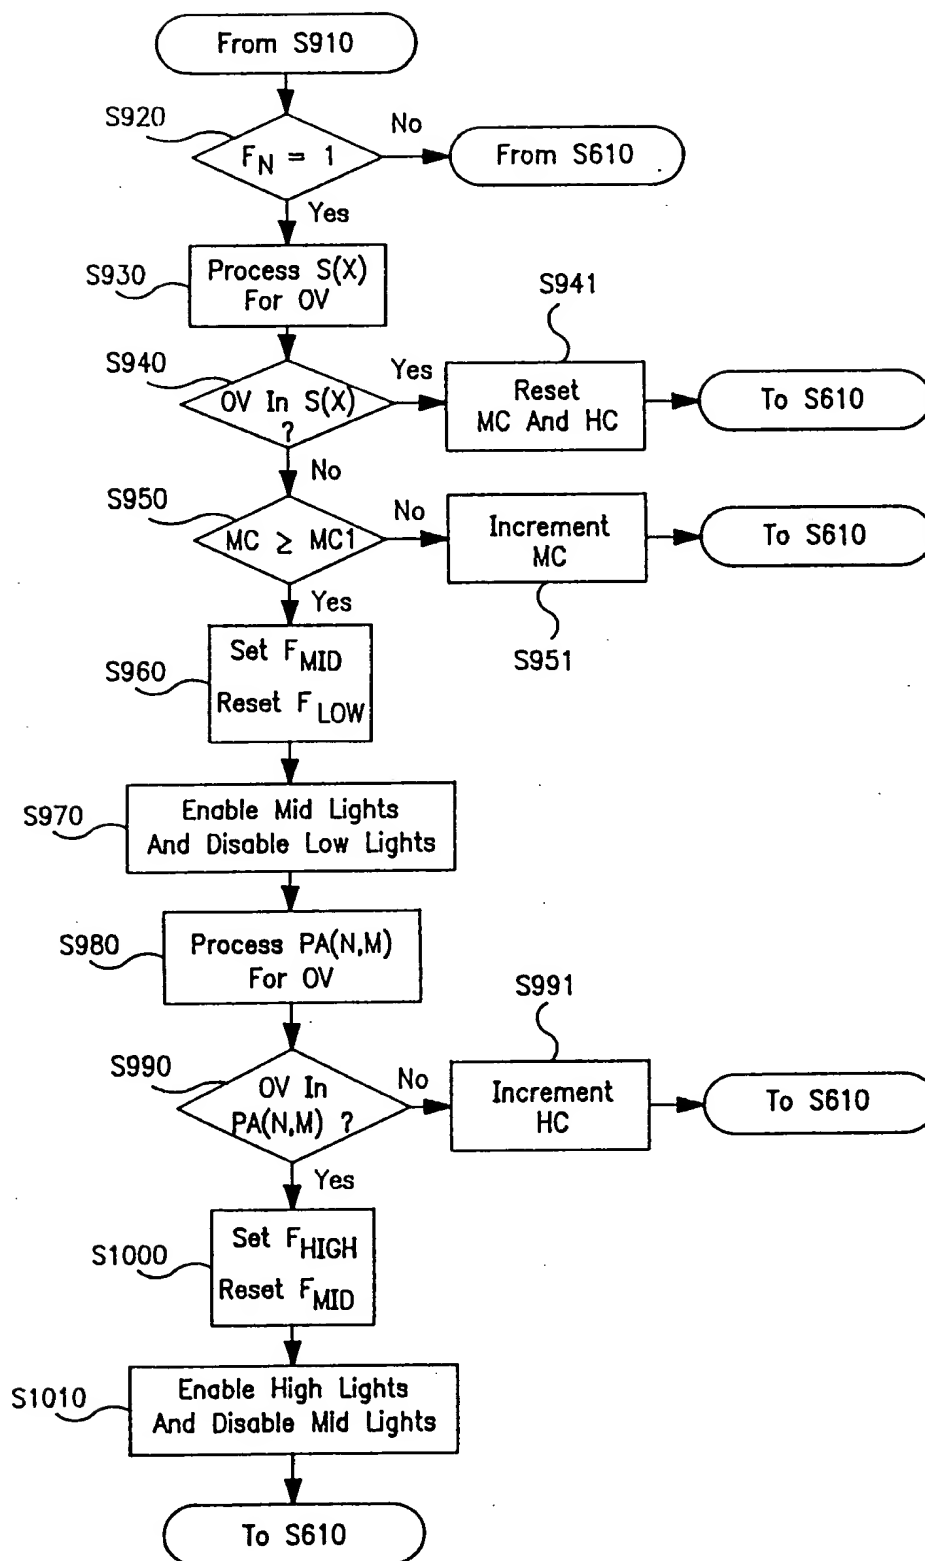 From S910
S920
F_N = 1
No
From S610
Yes
S930
Process S(X)
For OV
S941
S940
OV In S(X)
?
Yes
Reset
MC And HC
To S610
No
S950
MC ≥ MC1
No
Increment
MC
To S610
Yes
S951
S960
Set F_MID
Reset F_LOW
S970
Enable Mid Lights
And Disable Low Lights
S980
Process PA(N,M)
For OV
S991
S990
OV In
PA(N,M) ?
No
Increment
HC
To S610
Yes
S1000
Set F_HIGH
Reset F_MID
S1010
Enable High Lights
And Disable Mid Lights
To S610